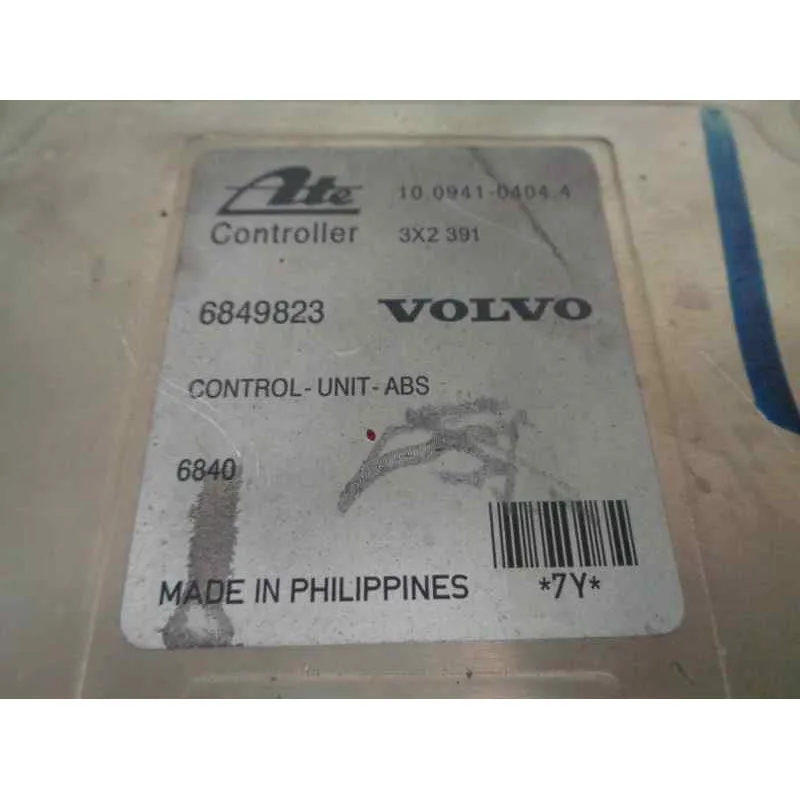 Ate 10.0941-0404.4
Controller 3X2 391
6849823 VOLVO
CONTROL-UNIT-ABS
6840
MADE IN PHILIPPINES *7Y*